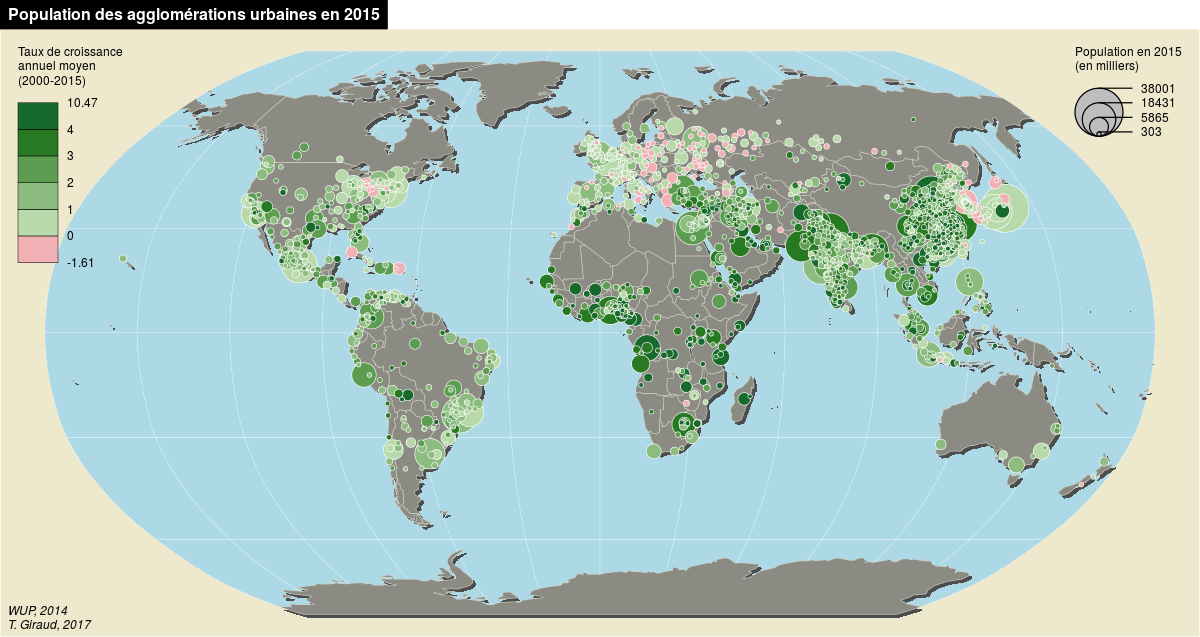 Population des agglomérations urbaines en 2015
Taux de croissance
annuel moyen
(2000-2015)
10.47
4
3
2
1
0
-1.61
Population en 2015
(en milliers)
38001
18431
5865
303
WUP, 2014
T. Giraud, 2017